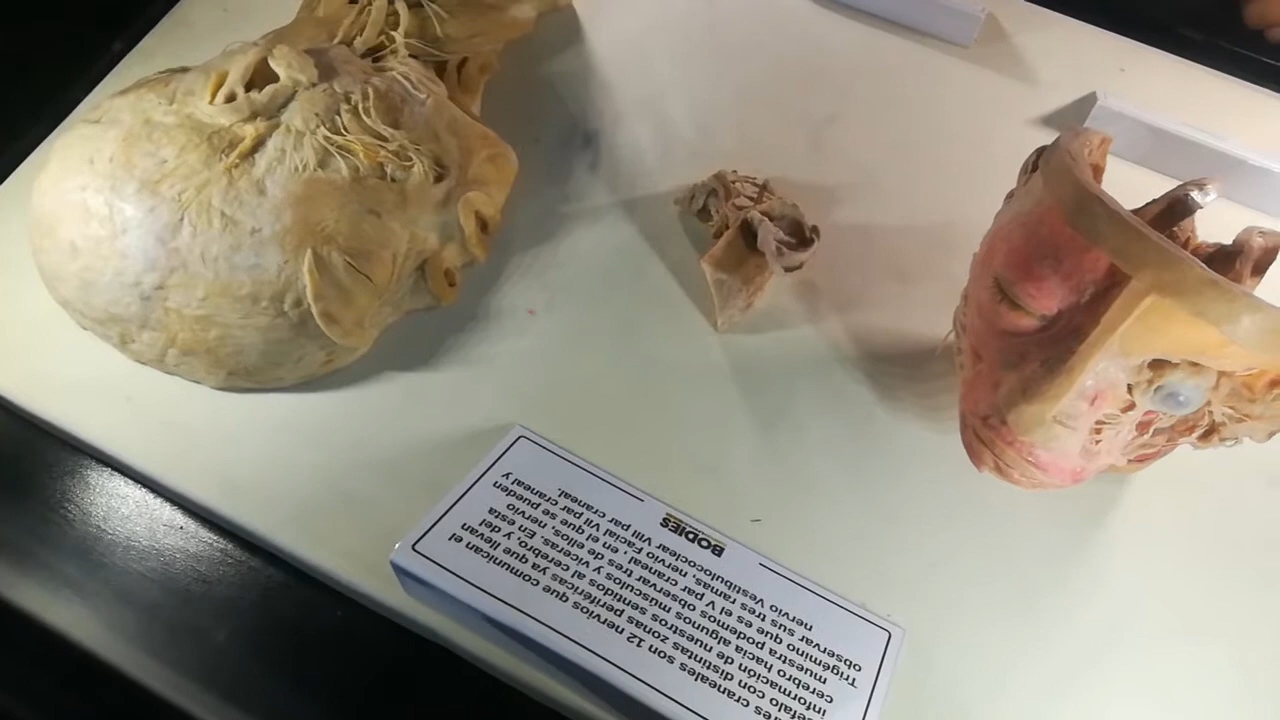 craneales son 12 nervios que comunican el
con distintas zonas periféricas ya que llevan
información de nuestros sentidos al cerebro, y del
cerebro hacia algunos músculos y viceras. En esta
muestra podemos observar tres de ellos, nervio
Trigémino que es el V par craneal , en el que se pueden
observar sus tres ramas, nervio Facial VII par craneal y
nervio Vestibulococlear VIII par craneal.
BODIES